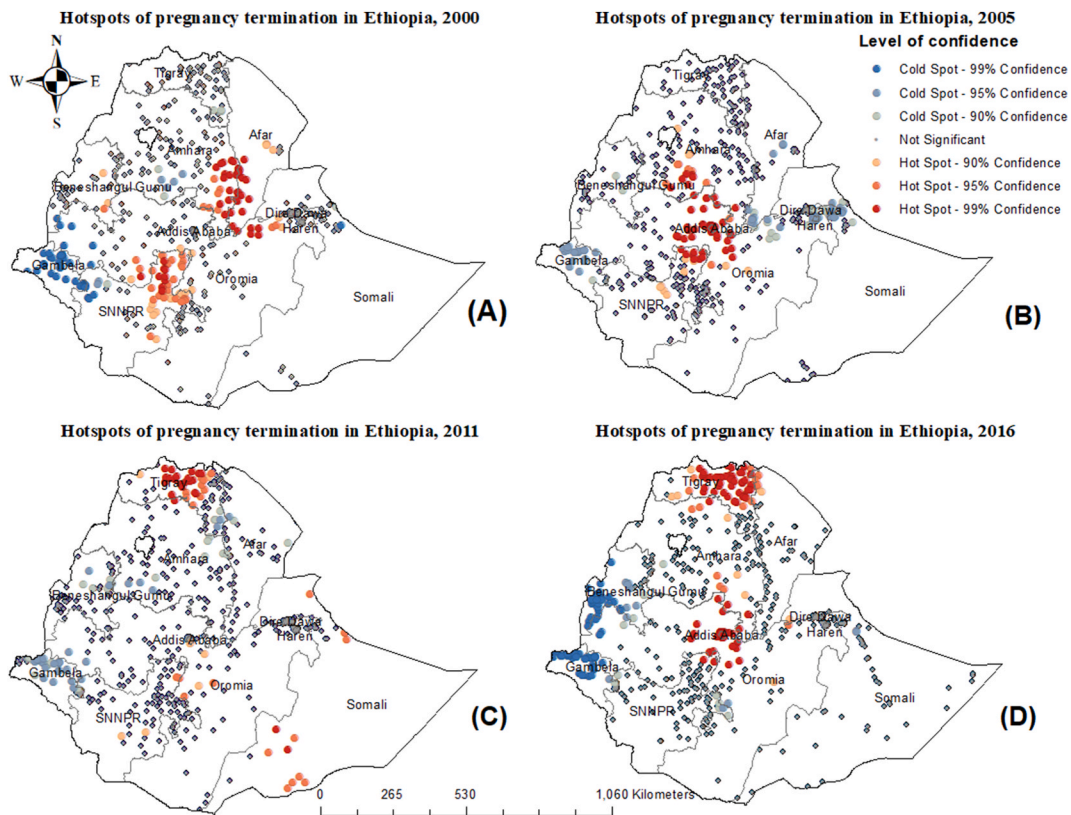 Hotspots of pregnancy termination in Ethiopia, 2000
N
W E
S
Tigray
Afar
Amhara
Beneshangul Gumu
Dire Dawa
Haren
Addis Ababa
Gambela
Oromia
Somali
SNNPR
(A)
Hotspots of pregnancy termination in Ethiopia, 2005
Level of confidence
Cold Spot - 99% Confidence
Cold Spot - 95% Confidence
Cold Spot - 90% Confidence
Not Significant
Hot Spot - 90% Confidence
Hot Spot - 95% Confidence
Hot Spot - 99% Confidence
Tigray
Afar
Amhara
Beneshangul Gumu
Dire Dawa
Haren
Addis Ababa
Gambela
Oromia
Somali
SNNPR
(B)
Hotspots of pregnancy termination in Ethiopia, 2011
Tigray
Afar
Amhara
Beneshangul Gumu
Dire Dawa
Haren
Addis Ababa
Gambela
Oromia
Somali
SNNPR
(C)
Hotspots of pregnancy termination in Ethiopia, 2016
Tigray
Afar
Amhara
Beneshangul Gumu
Dire Dawa
Haren
Addis Ababa
Gambela
Oromia
Somali
SNNPR
(D)
0 265 530 1,060 Kilometers